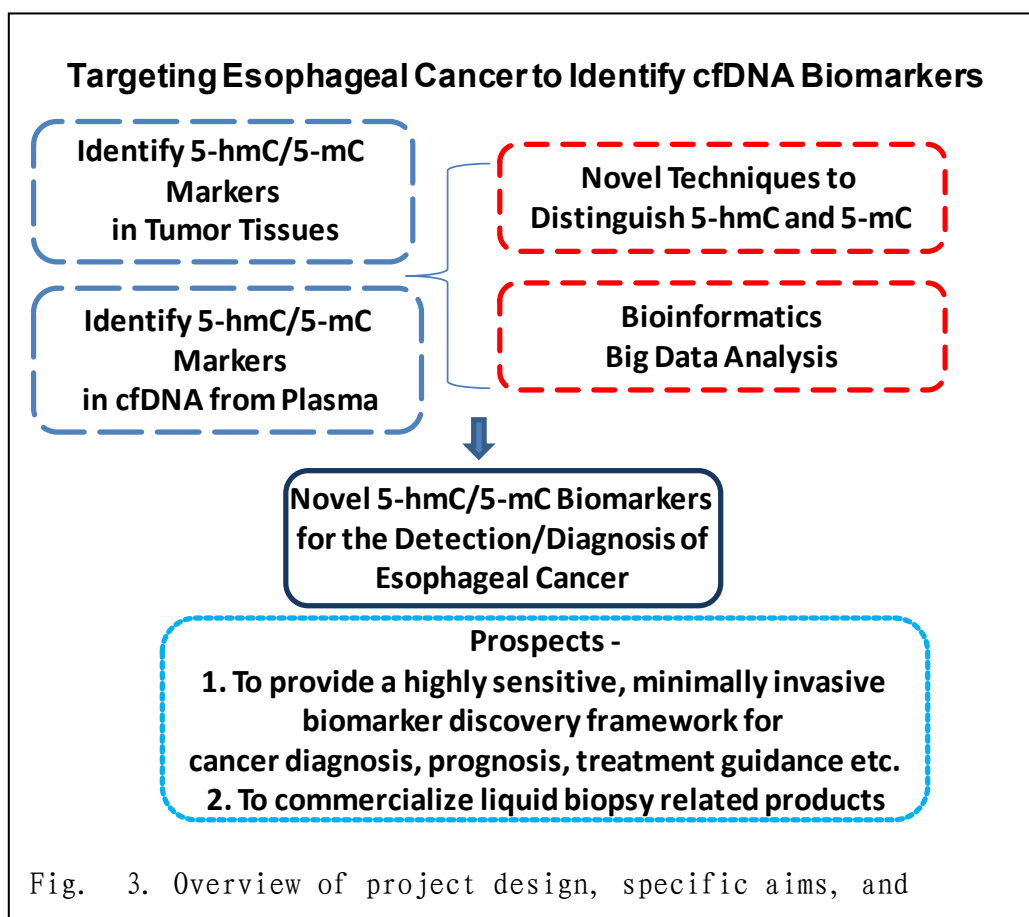 Targeting Esophageal Cancer to Identify cfDNA Biomarkers
Identify 5-hmC/5-mC
Markers
in Tumor Tissues
Identify 5-hmC/5-mC
Markers
in cfDNA from Plasma
Novel Techniques to
Distinguish 5-hmC and 5-mC
Bioinformatics
Big Data Analysis
Novel 5-hmC/5-mC Biomarkers
for the Detection/Diagnosis of
Esophageal Cancer
Prospects -
1. To provide a highly sensitive, minimally invasive
biomarker discovery framework for
cancer diagnosis, prognosis, treatment guidance etc.
2. To commercialize liquid biopsy related products
Fig. 3. Overview of project design, specific aims, and